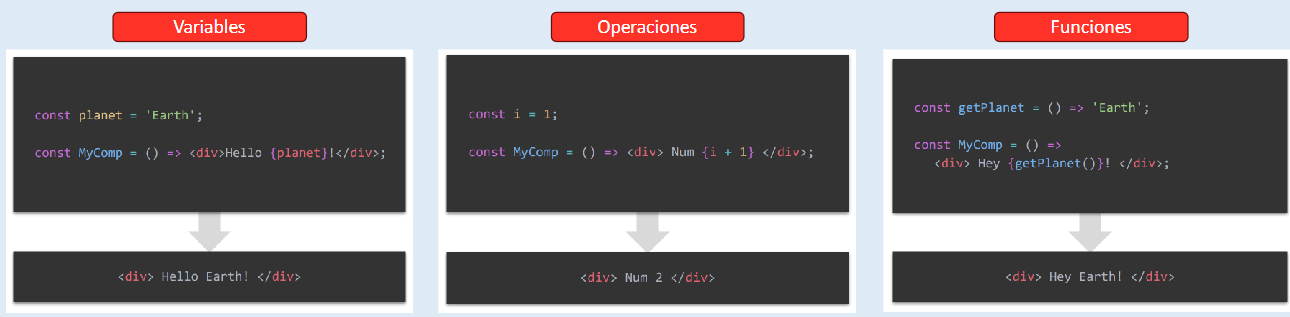 Variables
const planet = 'Earth';
const MyComp = () => <div>Hello {planet}!</div>;
<div> Hello Earth! </div>
Operaciones
const i = 1;
const MyComp = () => <div> Num {i + 1} </div>;
<div> Num 2 </div>
Funciones
const getPlanet = () => 'Earth';
const MyComp = () =>
<div> Hey {getPlanet()}! </div>;
<div> Hey Earth! </div>